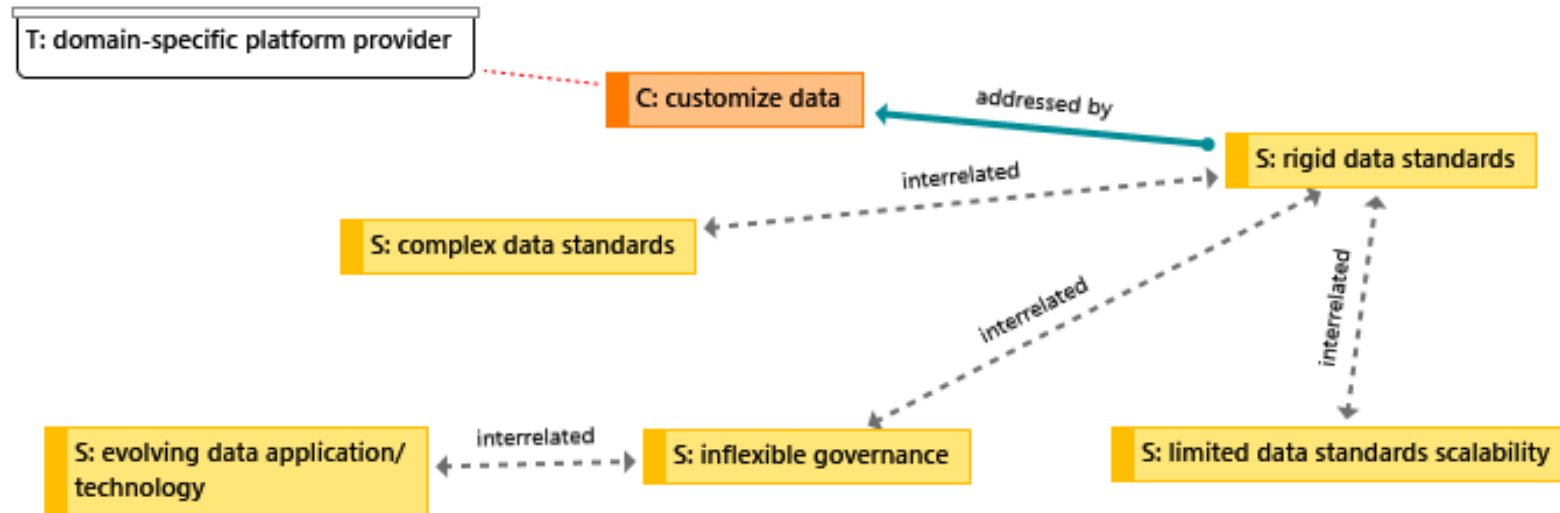 T: domain-specific platform provider
C: customize data
addressed by
S: rigid data standards
interrelated
S: complex data standards
interrelated
interrelated
S: evolving data application/
technology
interrelated
S: inflexible governance
S: limited data standards scalability